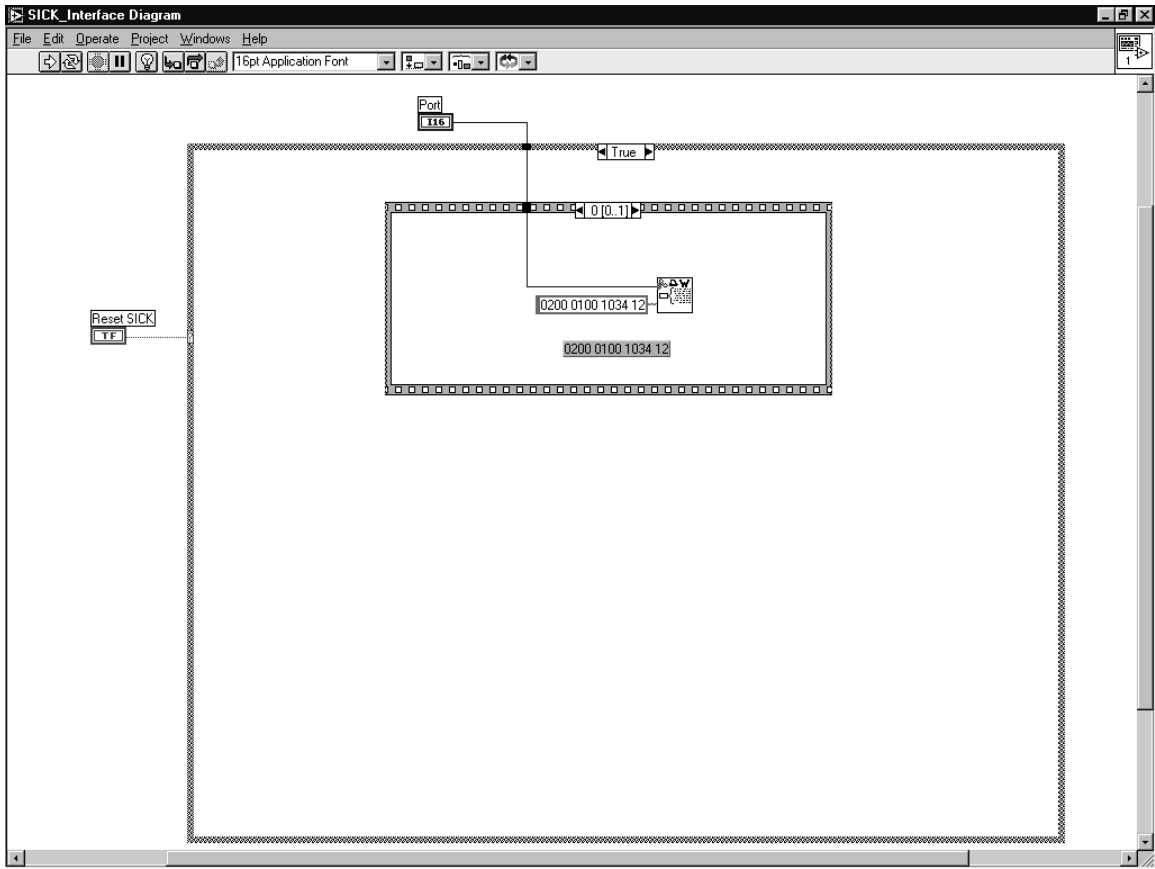 SICK_Interface Diagram
File Edit Operate Project Windows Help
16pt Application Font
1
Port
I16
True
0 [0..1]
0200 0100 1034 12
Reset SICK
TF
0200 0100 1034 12